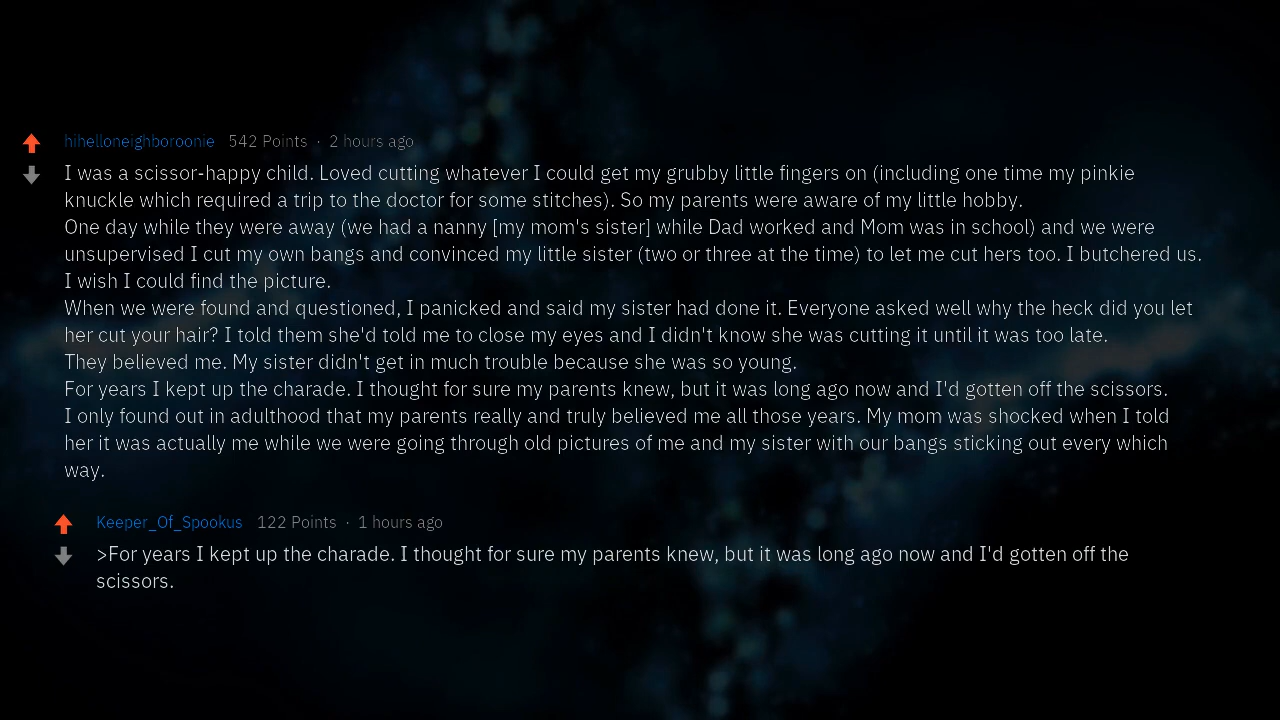 hihelloneighboroonie 542 Points · 2 hours ago
I was a scissor-happy child. Loved cutting whatever I could get my grubby little fingers on (including one time my pinkie
knuckle which required a trip to the doctor for some stitches). So my parents were aware of my little hobby.
One day while they were away (we had a nanny [my mom's sister] while Dad worked and Mom was in school) and we were
unsupervised I cut my own bangs and convinced my little sister (two or three at the time) to let me cut hers too. I butchered us.
I wish I could find the picture.
When we were found and questioned, I panicked and said my sister had done it. Everyone asked well why the heck did you let
her cut your hair? I told them she'd told me to close my eyes and I didn't know she was cutting it until it was too late.
They believed me. My sister didn't get in much trouble because she was so young.
For years I kept up the charade. I thought for sure my parents knew, but it was long ago now and I'd gotten off the scissors.
I only found out in adulthood that my parents really and truly believed me all those years. My mom was shocked when I told
her it was actually me while we were going through old pictures of me and my sister with our bangs sticking out every which
way.
Keeper_Of_Spookus 122 Points · 1 hours ago
>For years I kept up the charade. I thought for sure my parents knew, but it was long ago now and I'd gotten off the
scissors.